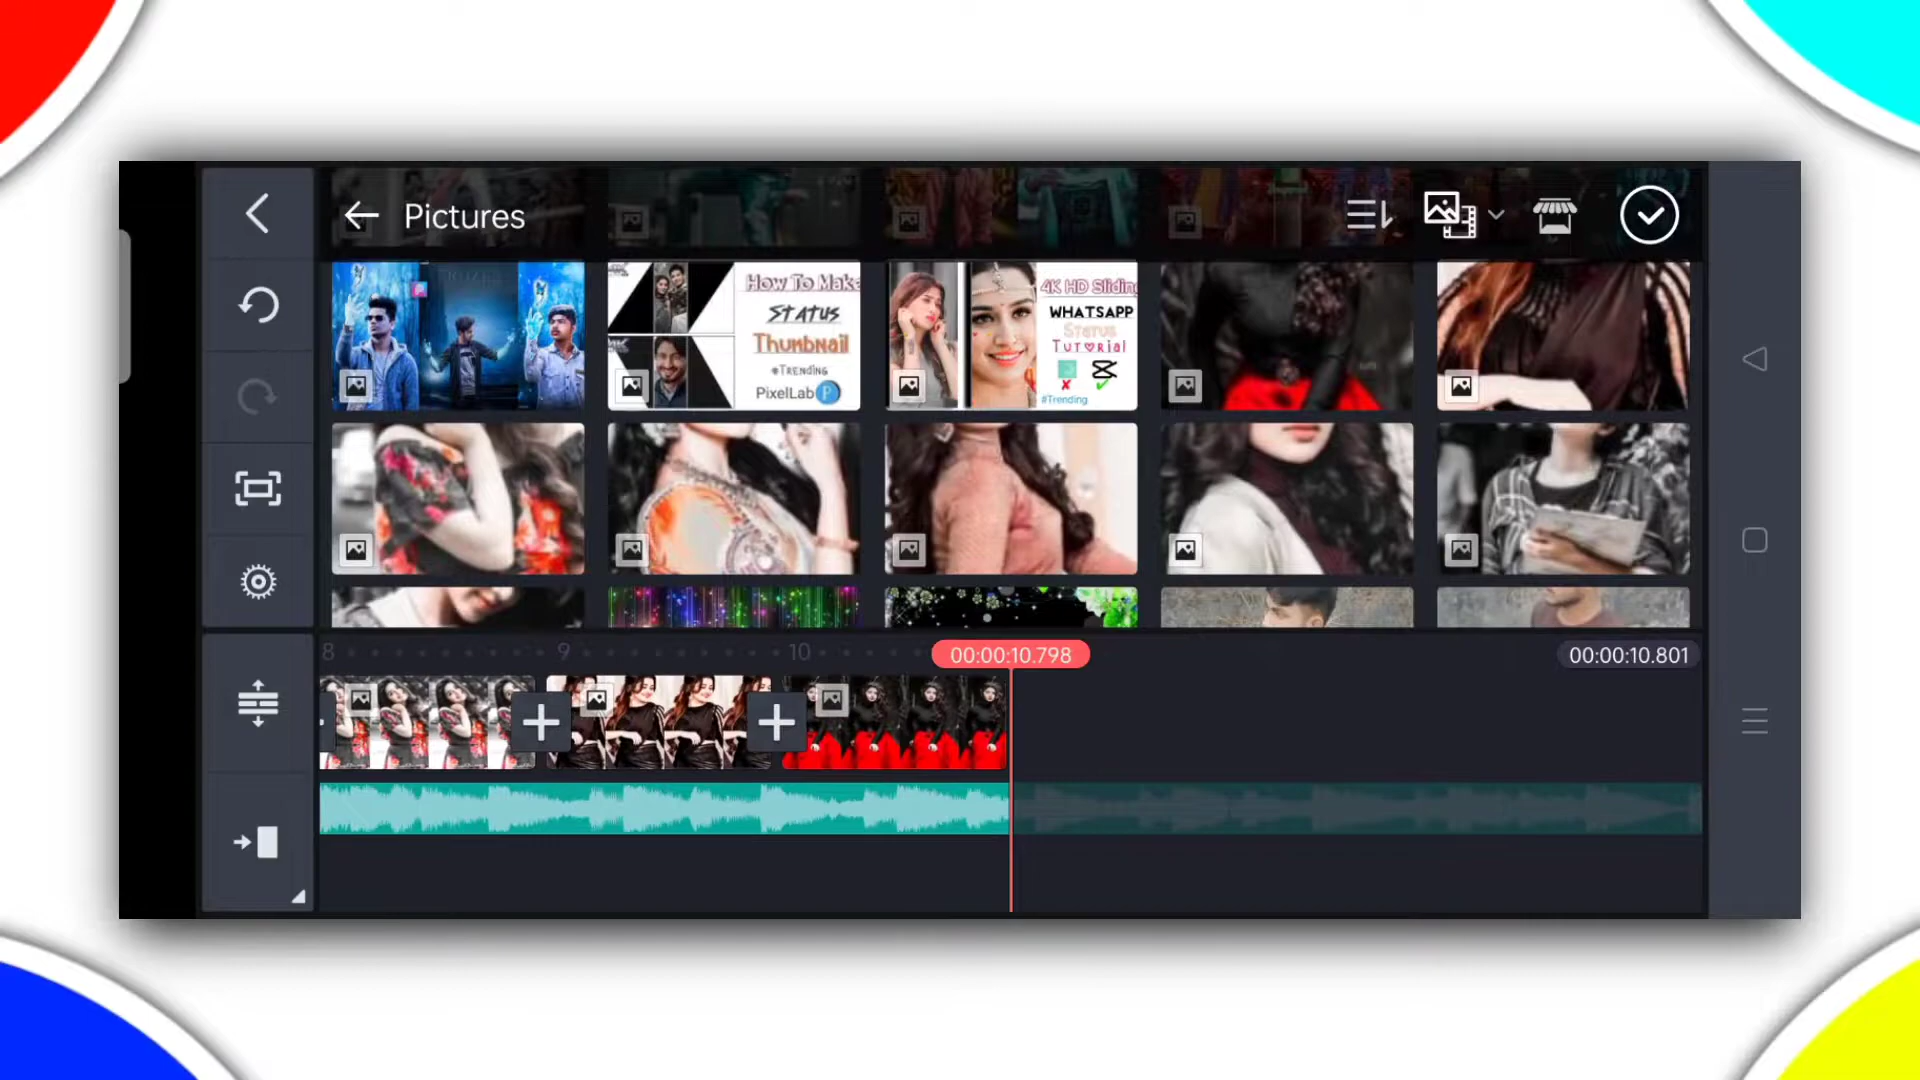 Pictures
How To Make
STATUS
Thumbnail
#TRENDING
PixelLab P
4K HD Sliding
WHATSAPP
Status
TUTORIAL
#Trending
8
9
10
00:00:10.798
00:00:10.801